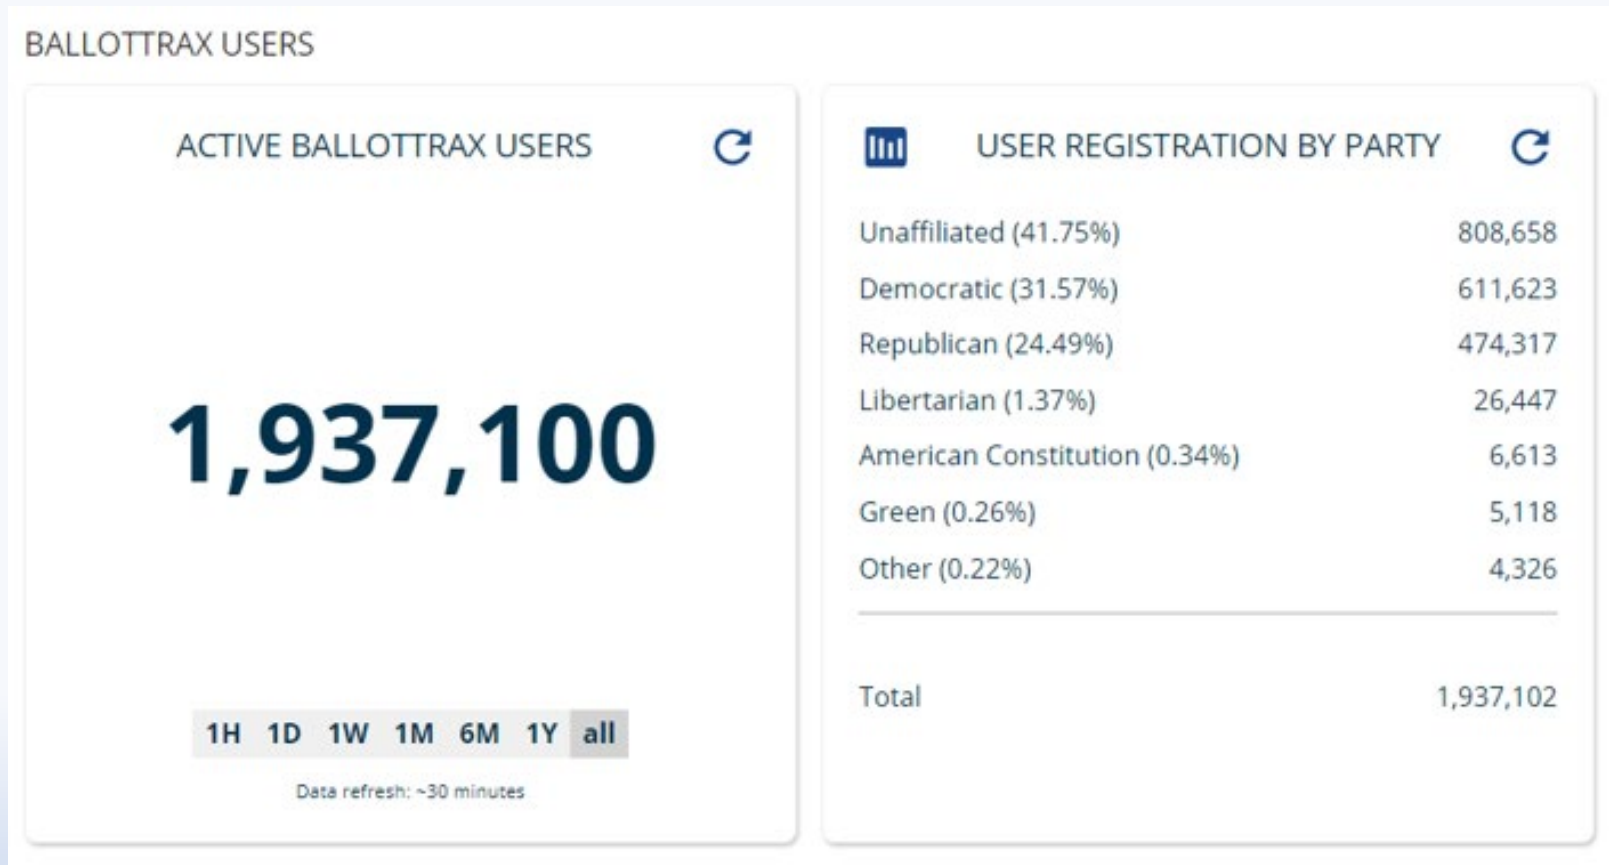 BALLOTTRAX USERS
ACTIVE BALLOTTRAX USERS
1,937,100
1H 1D 1W 1M 6M 1Y all
Data refresh: ~30 minutes
USER REGISTRATION BY PARTY
Unaffiliated (41.75%) 808,658
Democratic (31.57%) 611,623
Republican (24.49%) 474,317
Libertarian (1.37%) 26,447
American Constitution (0.34%) 6,613
Green (0.26%) 5,118
Other (0.22%) 4,326
Total 1,937,102